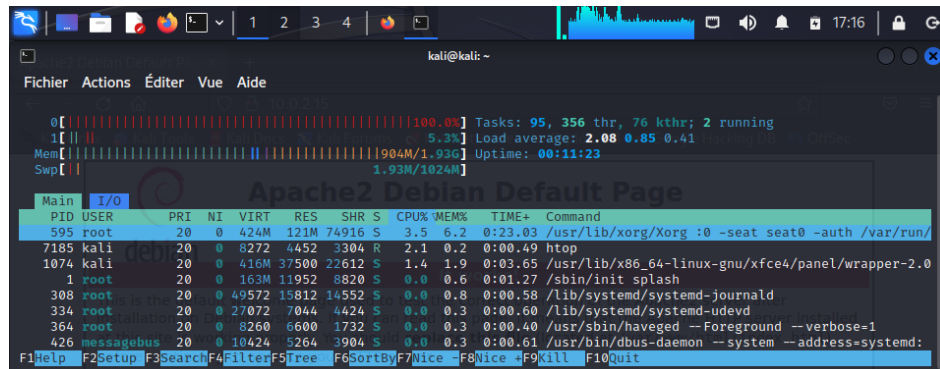 1 2 3 4 17:16
kali@kali: ~
Fichier Actions Éditer Vue Aide
10.0.2.15
0[||||||||||||||||||||||||||||||||||||||||||||100.0%] Tasks: 95, 356 thr, 76 kthr; 2 running
1[|| || 5.3%] Load average: 2.08 0.85 0.41
Mem[|||||||||||||||||||||||||||||||||||||||904M/1.93G] Uptime: 00:11:23
Swp[|| 1.93M/1024M]
Apache2 Debian Default Page
Main I/O
PID USER PRI NI VIRT RES SHR S CPU%▽MEM% TIME+ Command
595 root 20 0 424M 121M 74916 S 3.5 6.2 0:23.03 /usr/lib/xorg/Xorg :0 -seat seat0 -auth /var/run/
7185 kali 20 0 8272 4452 3304 R 2.1 0.2 0:00.49 htop
1074 kali 20 0 416M 37500 22612 S 1.4 1.9 0:03.65 /usr/lib/x86_64-linux-gnu/xfce4/panel/wrapper-2.0
1 root 20 0 163M 11952 8820 S 0.0 0.6 0:01.27 /sbin/init splash
308 root 20 0 49572 15812 14552 S 0.0 0.8 0:00.58 /lib/systemd/systemd-journald
334 root 20 0 27072 7044 4424 S 0.0 0.3 0:00.60 /lib/systemd/systemd-udevd
364 root 20 0 8260 6600 1732 S 0.0 0.3 0:00.40 /usr/sbin/haveged --Foreground --verbose=1
426 messagebus 20 0 10424 5264 3904 S 0.0 0.3 0:00.61 /usr/bin/dbus-daemon --system --address=systemd:
F1Help F2Setup F3SearchF4FilterF5Tree F6SortByF7Nice -F8Nice +F9Kill F10Quit